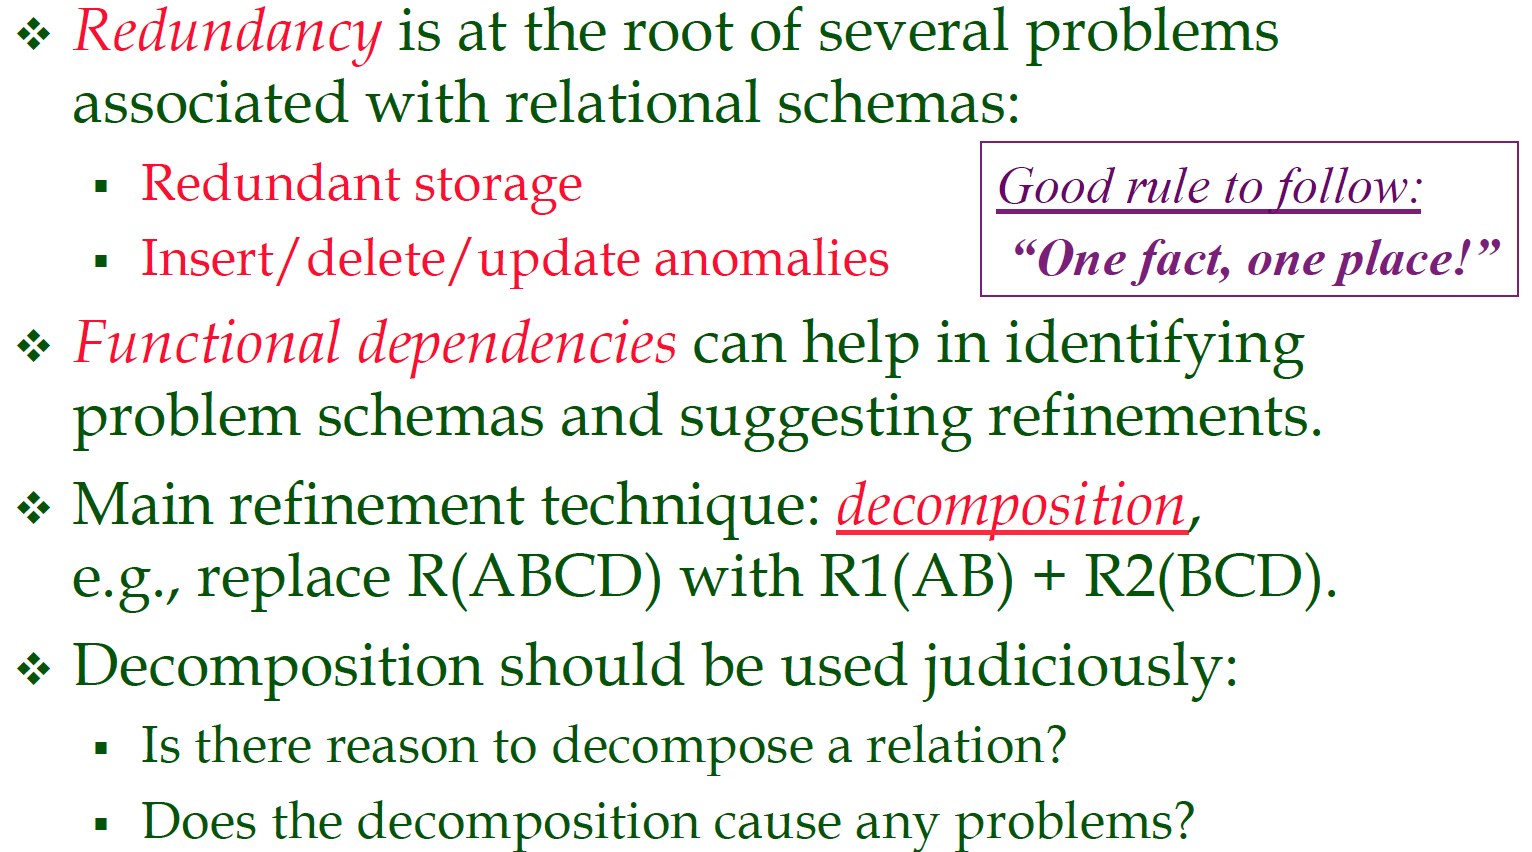 ❖ Redundancy is at the root of several problems
associated with relational schemas:
▪ Redundant storage
▪ Insert/delete/update anomalies
Good rule to follow:
“One fact, one place!”
❖ Functional dependencies can help in identifying
problem schemas and suggesting refinements.
❖ Main refinement technique: decomposition,
e.g., replace R(ABCD) with R1(AB) + R2(BCD).
❖ Decomposition should be used judiciously:
▪ Is there reason to decompose a relation?
▪ Does the decomposition cause any problems?